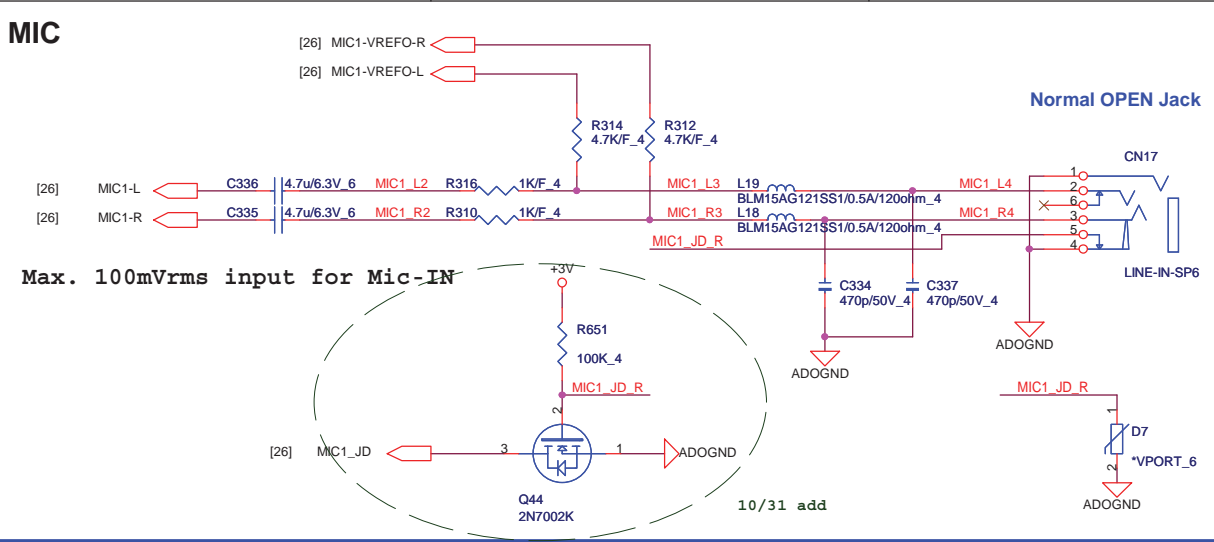 MIC
[26] MIC1-VREFO-R
[26] MIC1-VREFO-L
Normal OPEN Jack
R314
4.7K/F_4
R312
4.7K/F_4
CN17
[26] MIC1-L
C336
4.7u/6.3V_6
MIC1_L2
R316
1K/F_4
MIC1_L3
L19
BLM15AG121SS1/0.5A/120ohm_4
MIC1_L4
[26] MIC1-R
C335
4.7u/6.3V_6
MIC1_R2
R310
1K/F_4
MIC1_R3
L18
BLM15AG121SS1/0.5A/120ohm_4
MIC1_R4
1
2
6
3
5
4
MIC1_JD_R
LINE-IN-SP6
Max. 100mVrms input for Mic-IN
+3V
C334
470p/50V_4
C337
470p/50V_4
R651
100K_4
ADOGND
ADOGND
MIC1_JD_R
MIC1_JD_R
2
[26] MIC1_JD
3
1
ADOGND
1
D7
*VPORT_6
2
ADOGND
Q44
2N7002K
10/31 add